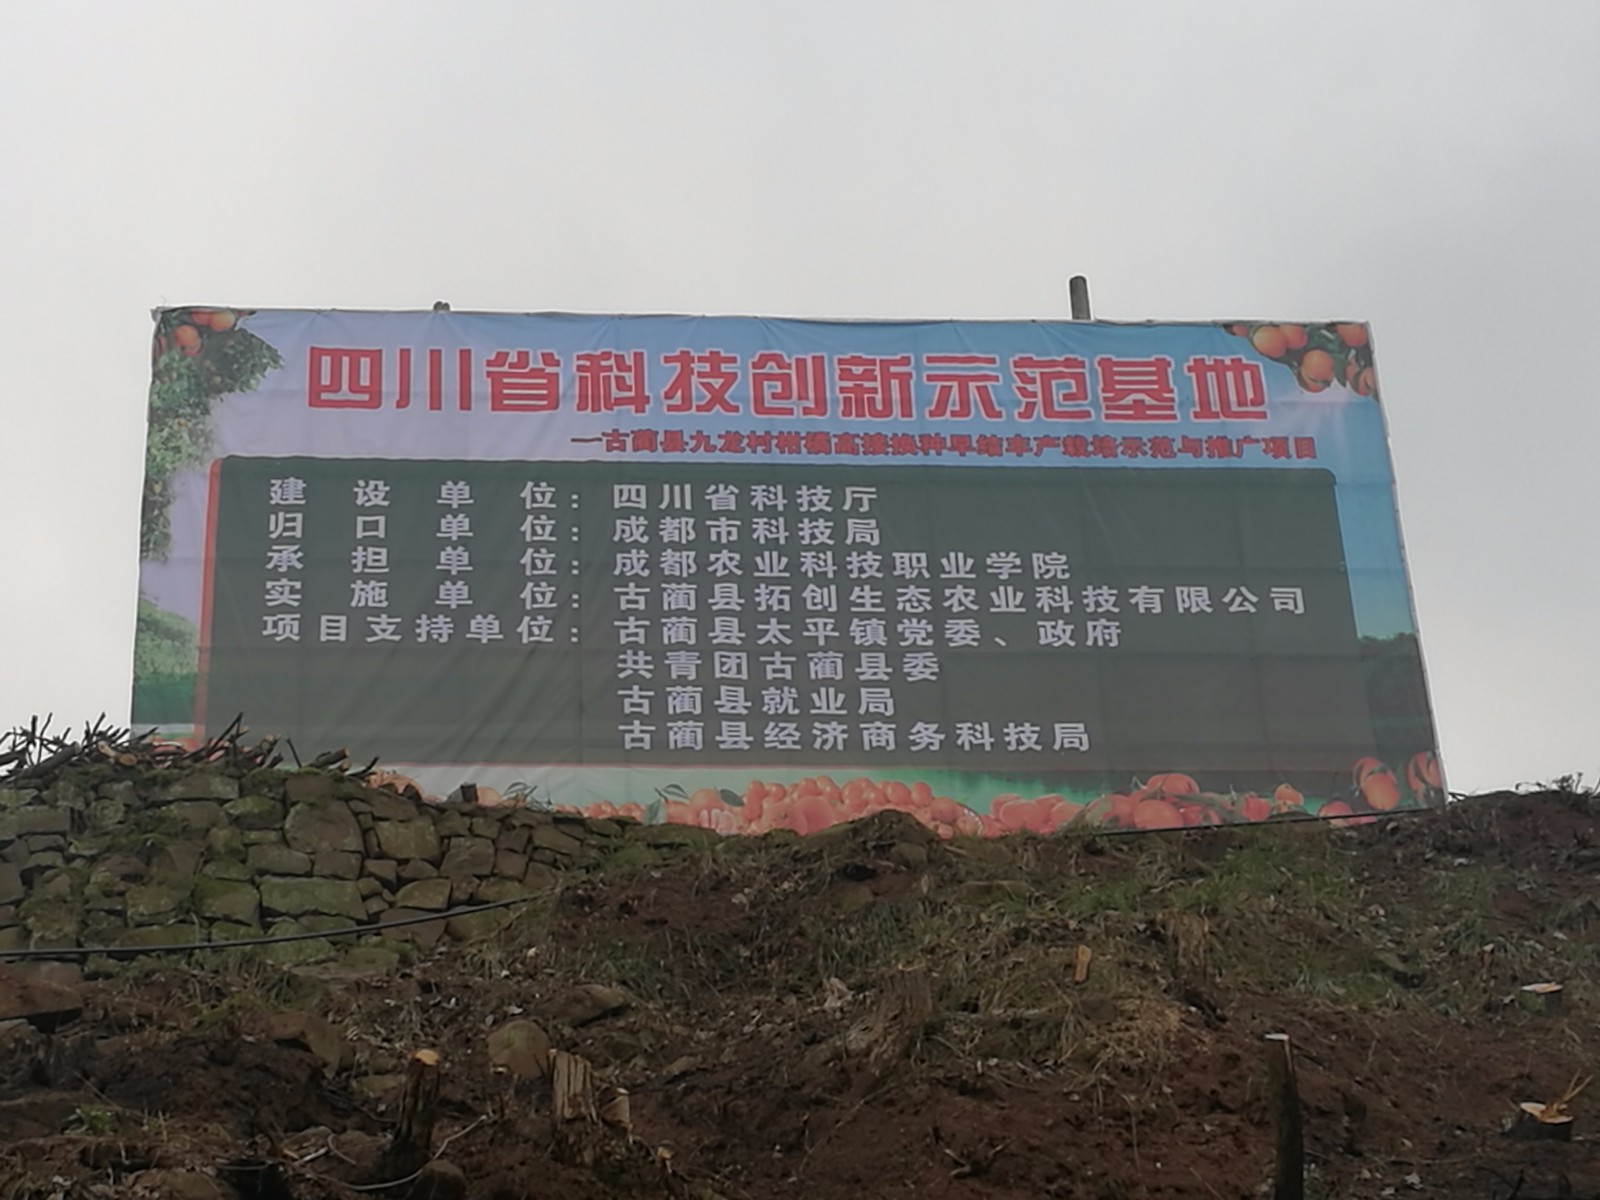 四川省科技创新示范基地
—古蔺县九龙村柑橘高接换种早结丰产栽培示范与推广项目
建设单位：四川省科技厅
归口单位：成都市科技局
承担单位：成都农业科技职业学院
实施单位：古蔺县拓创生态农业科技有限公司
项目支持单位：古蔺县太平镇党委、政府
共青团古蔺县委
古蔺县就业局
古蔺县经济商务科技局